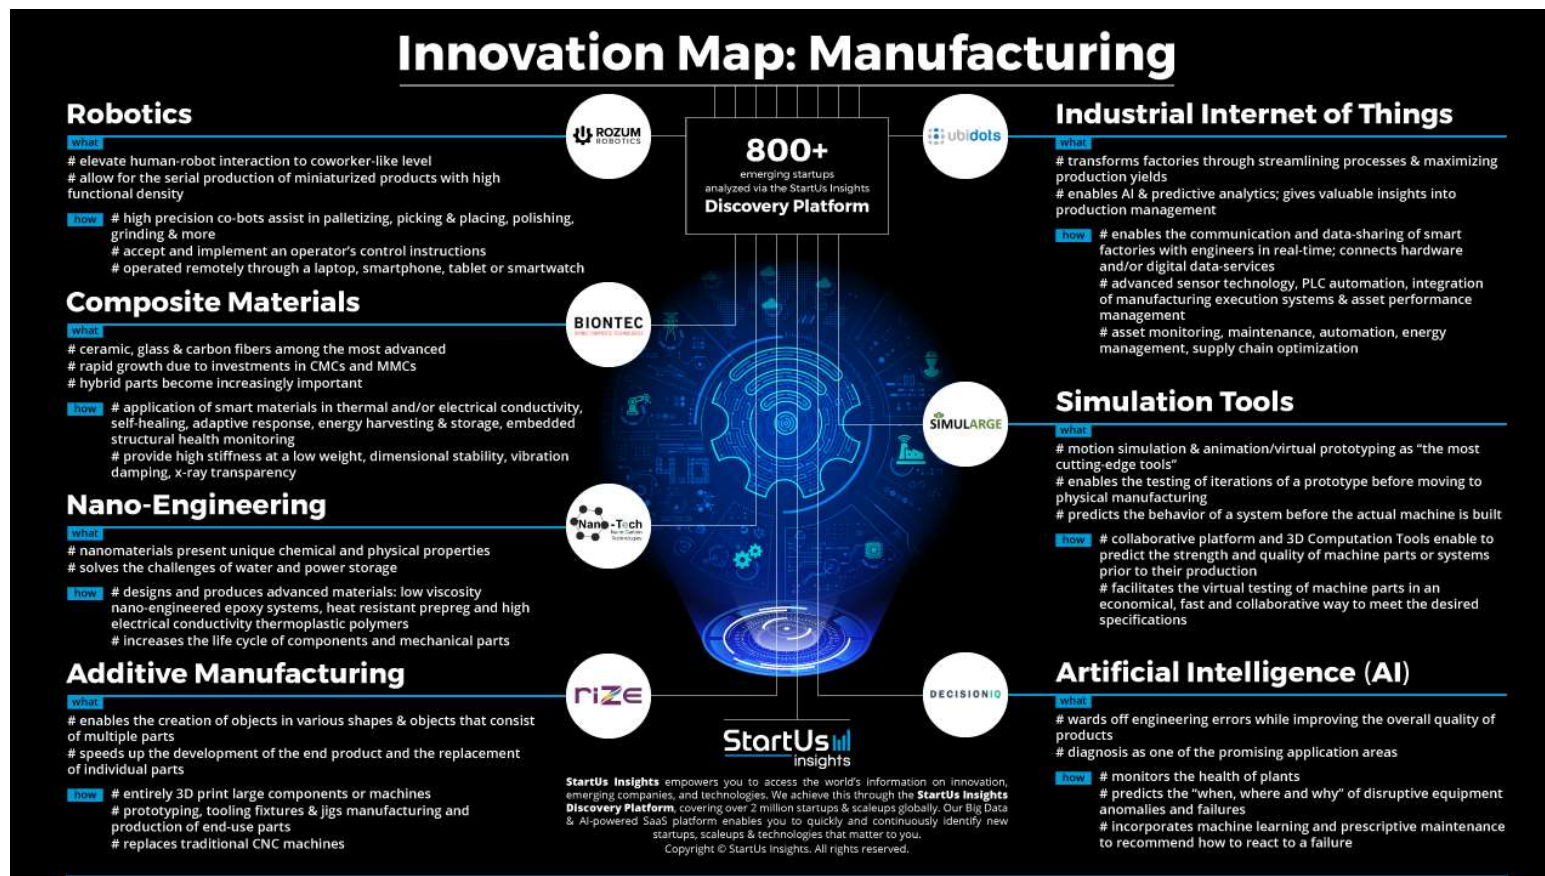 Innovation Map: Manufacturing
Robotics
what
# elevate human-robot interaction to coworker-like level
# allow for the serial production of miniaturized products with high
functional density
how
# high precision co-bots assist in palletizing, picking & placing, polishing,
grinding & more
# accept and implement an operator's control instructions
# operated remotely through a laptop, smartphone, tablet or smartwatch
ROZUM
ROBOTICS
Composite Materials
what
# ceramic, glass & carbon fibers among the most advanced
# rapid growth due to investments in CMCs and MMCs
# hybrid parts become increasingly important
how
# application of smart materials in thermal and/or electrical conductivity,
self-healing, adaptive response, energy harvesting & storage, embedded
structural health monitoring
# provide high stiffness at a low weight, dimensional stability, vibration
damping, x-ray transparency
BIONTEC
Nano-Engineering
what
# nanomaterials present unique chemical and physical properties
# solves the challenges of water and power storage
how
# designs and produces advanced materials: low viscosity
nano-engineered epoxy systems, heat resistant prepreg and high
electrical conductivity thermoplastic polymers
# increases the life cycle of components and mechanical parts
Nano-Tech
Technologies
Additive Manufacturing
what
# enables the creation of objects in various shapes & objects that consist
of multiple parts
# speeds up the development of the end product and the replacement
of individual parts
how
# entirely 3D print large components or machines
# prototyping, tooling fixtures & jigs manufacturing and
production of end-use parts
# replaces traditional CNC machines
rIZE
800+
emerging startups
analyzed via the StartUs Insights
Discovery Platform
StartUs
insights
StartUs Insights empowers you to access the world's information on innovation,
emerging companies, and technologies. We achieve this through the StartUs Insights
Discovery Platform, covering over 2 million startups & scaleups globally. Our Big Data
& AI-powered SaaS platform enables you to quickly and continuously identify new
startups, scaleups & technologies that matter to you.
Copyright © StartUs Insights. All rights reserved.
ubidots
Industrial Internet of Things
what
# transforms factories through streamlining processes & maximizing
production yields
# enables AI & predictive analytics; gives valuable insights into
production management
how
# enables the communication and data-sharing of smart
factories with engineers in real-time; connects hardware
and/or digital data-services
# advanced sensor technology, PLC automation, integration
of manufacturing execution systems & asset performance
management
# asset monitoring, maintenance, automation, energy
management, supply chain optimization
SIMULARGE
Simulation Tools
what
# motion simulation & animation/virtual prototyping as "the most
cutting-edge tools"
# enables the testing of iterations of a prototype before moving to
physical manufacturing
# predicts the behavior of a system before the actual machine is built
how
# collaborative platform and 3D Computation Tools enable to
predict the strength and quality of machine parts or systems
prior to their production
# facilitates the virtual testing of machine parts in an
economical, fast and collaborative way to meet the desired
specifications
DECISIONIQ
Artificial Intelligence (AI)
what
# wards off engineering errors while improving the overall quality of
products
# diagnosis as one of the promising application areas
how
# monitors the health of plants
# predicts the "when, where and why" of disruptive equipment
anomalies and failures
# incorporates machine learning and prescriptive maintenance
to recommend how to react to a failure